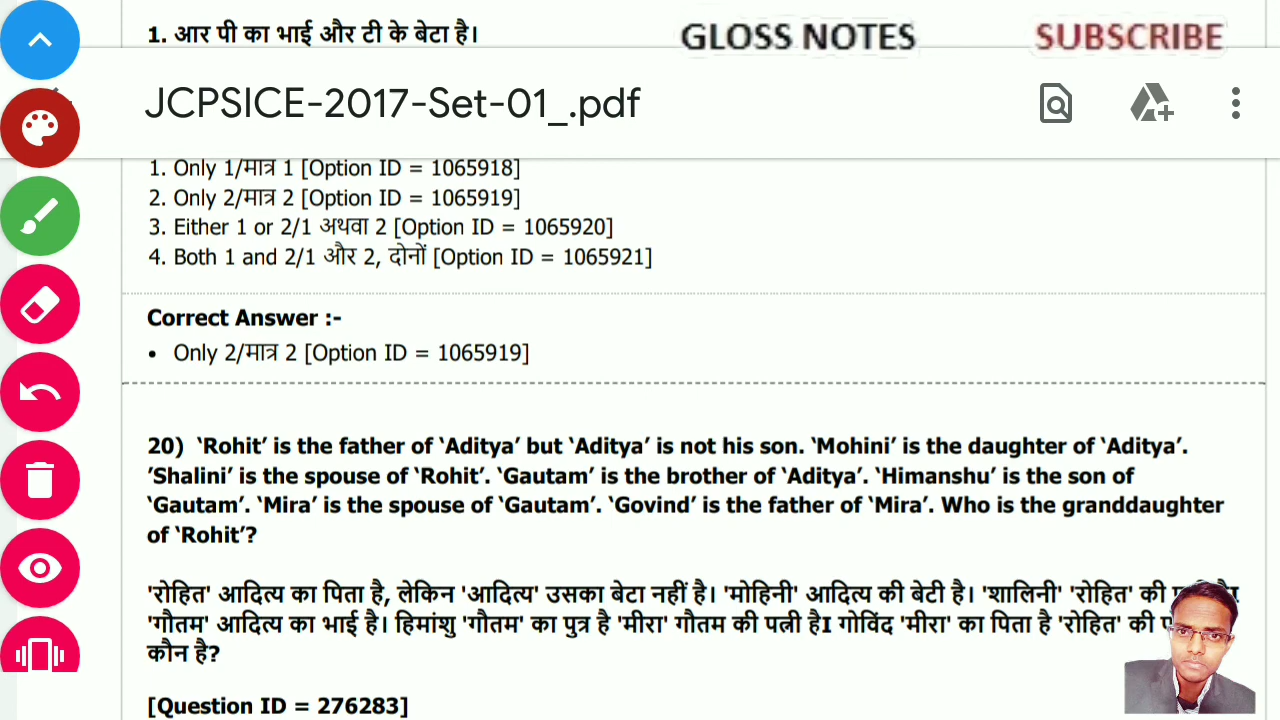 1. आर पी का भाई और टी के बेटा है।
GLOSS NOTES
SUBSCRIBE
JCPSICE-2017-Set-01_.pdf
1. Only 1/मात्र 1 [Option ID = 1065918]
2. Only 2/मात्र 2 [Option ID = 1065919]
3. Either 1 or 2/1 अथवा 2 [Option ID = 1065920]
4. Both 1 and 2/1 और 2, दोनों [Option ID = 1065921]
Correct Answer :-
• Only 2/मात्र 2 [Option ID = 1065919]
20) ‘Rohit’ is the father of ‘Aditya’ but ‘Aditya’ is not his son. ‘Mohini’ is the daughter of ‘Aditya’.
’Shalini’ is the spouse of ‘Rohit’. ‘Gautam’ is the brother of ‘Aditya’. ‘Himanshu’ is the son of
‘Gautam’. ‘Mira’ is the spouse of ‘Gautam’. ‘Govind’ is the father of ‘Mira’. Who is the granddaughter
of ‘Rohit’?
'रोहित' आदित्य का पिता है, लेकिन 'आदित्य' उसका बेटा नहीं है। 'मोहिनी' आदित्य की बेटी है। 'शालिनी' 'रोहित' की
'गौतम' आदित्य का भाई है। हिमांशु 'गौतम' का पुत्र है 'मीरा' गौतम की पत्नी हैI गोविंद 'मीरा' का पिता है 'रोहित' की
कौन है?
[Question ID = 276283]